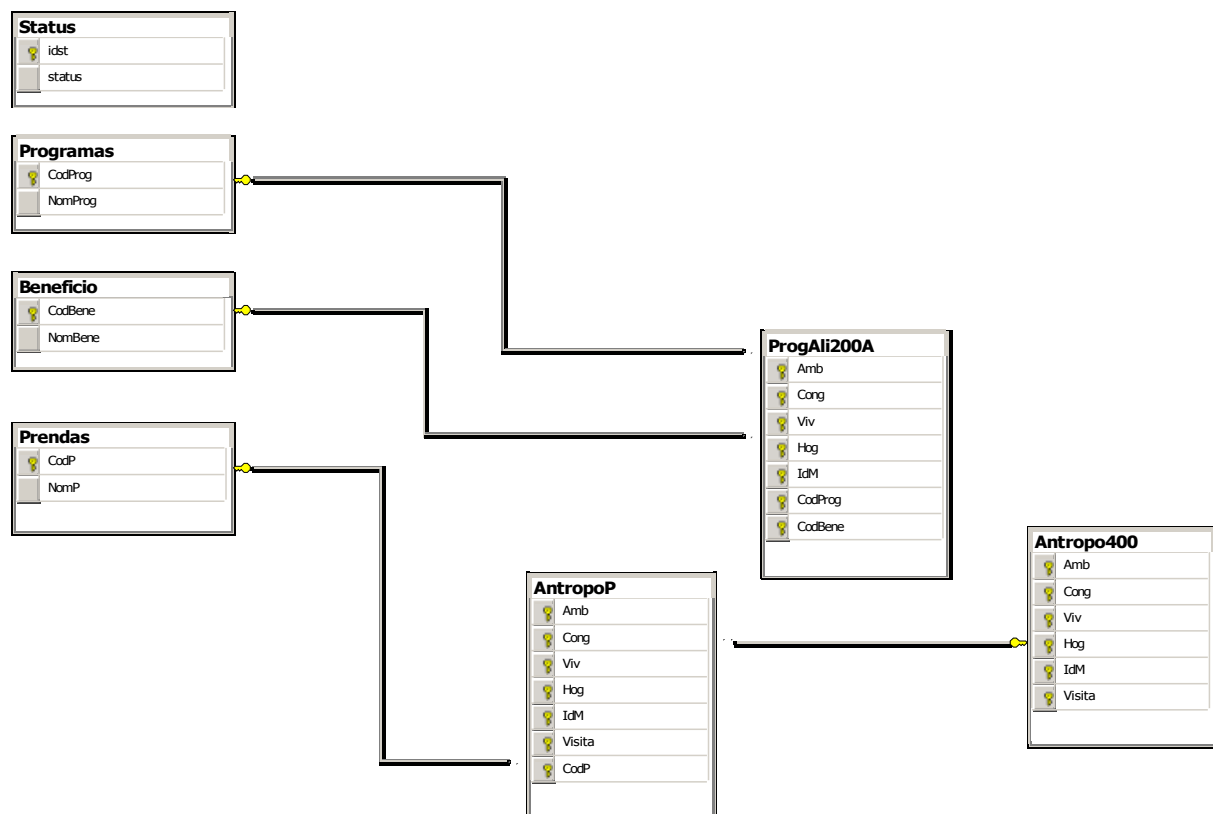 Status
idst
status
Programas
CodProg
NomProg
Beneficio
CodBene
NomBene
Prendas
CodP
NomP
ProgAli200A
Amb
Cong
Viv
Hog
IdM
CodProg
CodBene
AntropoP
Amb
Cong
Viv
Hog
IdM
Visita
CodP
Antropo400
Amb
Cong
Viv
Hog
IdM
Visita